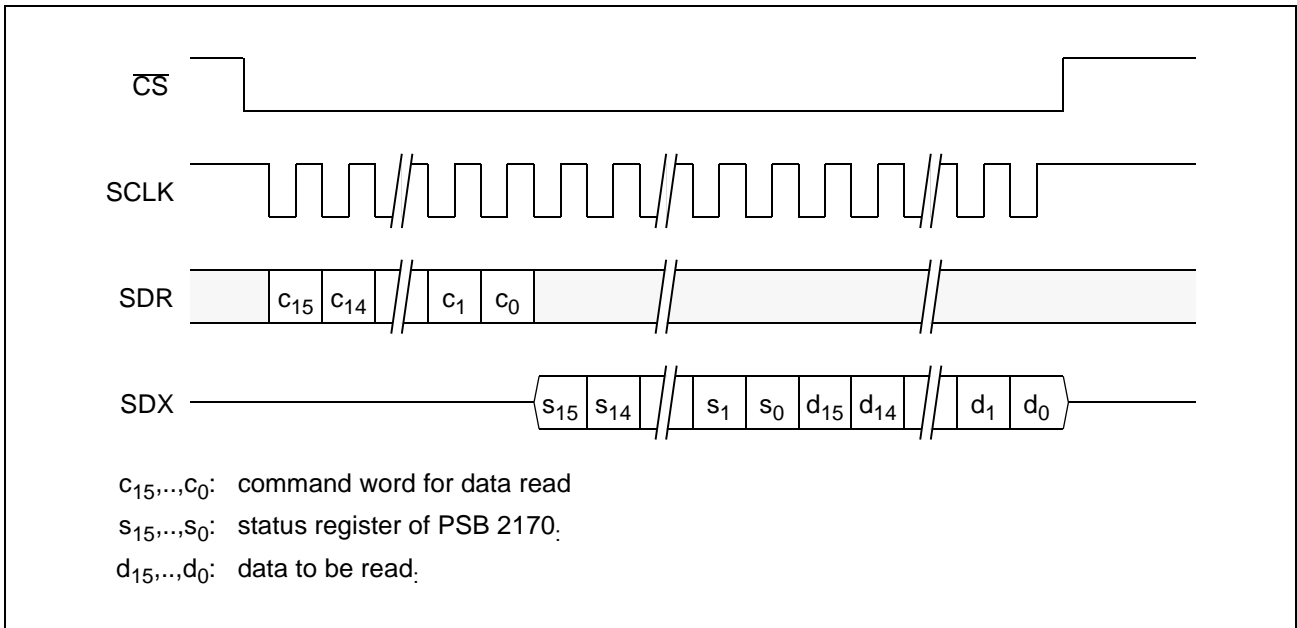 CS
SCLK
SDR c15 c14 c1 c0
SDX s15 s14 s1 s0 d15 d14 d1 d0
c15,..,c0: command word for data read
s15,..,s0: status register of PSB 2170.
d15,..,d0: data to be read.